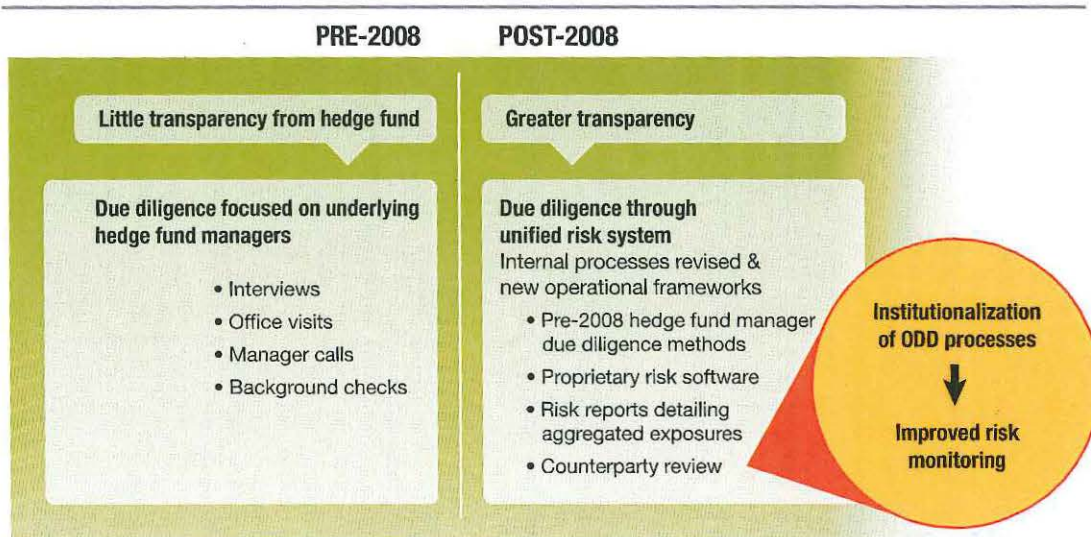 PRE-2008
POST-2008
Little transparency from hedge fund
Due diligence focused on underlying
hedge fund managers
• Interviews
• Office visits
• Manager calls
• Background checks
Greater transparency
Due diligence through
unified risk system
Internal processes revised &
new operational frameworks
• Pre-2008 hedge fund manager
due diligence methods
• Proprietary risk software
• Risk reports detailing
aggregated exposures
• Counterparty review
Institutionalization
of ODD processes
Improved risk
monitoring